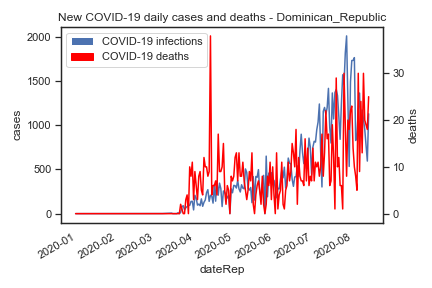 New COVID-19 daily cases and deaths - Dominican_Republic
COVID-19 infections
COVID-19 deaths
2000
1500
1000
500
0
cases
30
20
10
0
deaths
2020-01
2020-02
2020-03
2020-04
2020-05
2020-06
2020-07
2020-08
dateRep